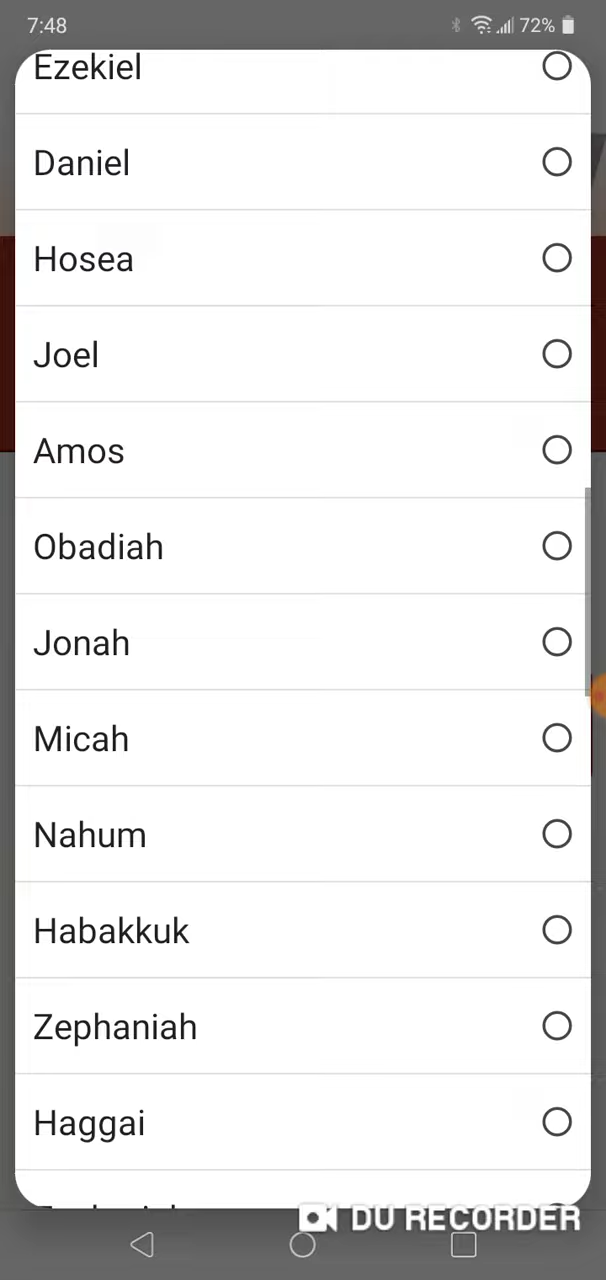 7:48 72%
Ezekiel
Daniel
Hosea
Joel
Amos
Obadiah
Jonah
Micah
Nahum
Habakkuk
Zephaniah
Haggai
DU RECORDER